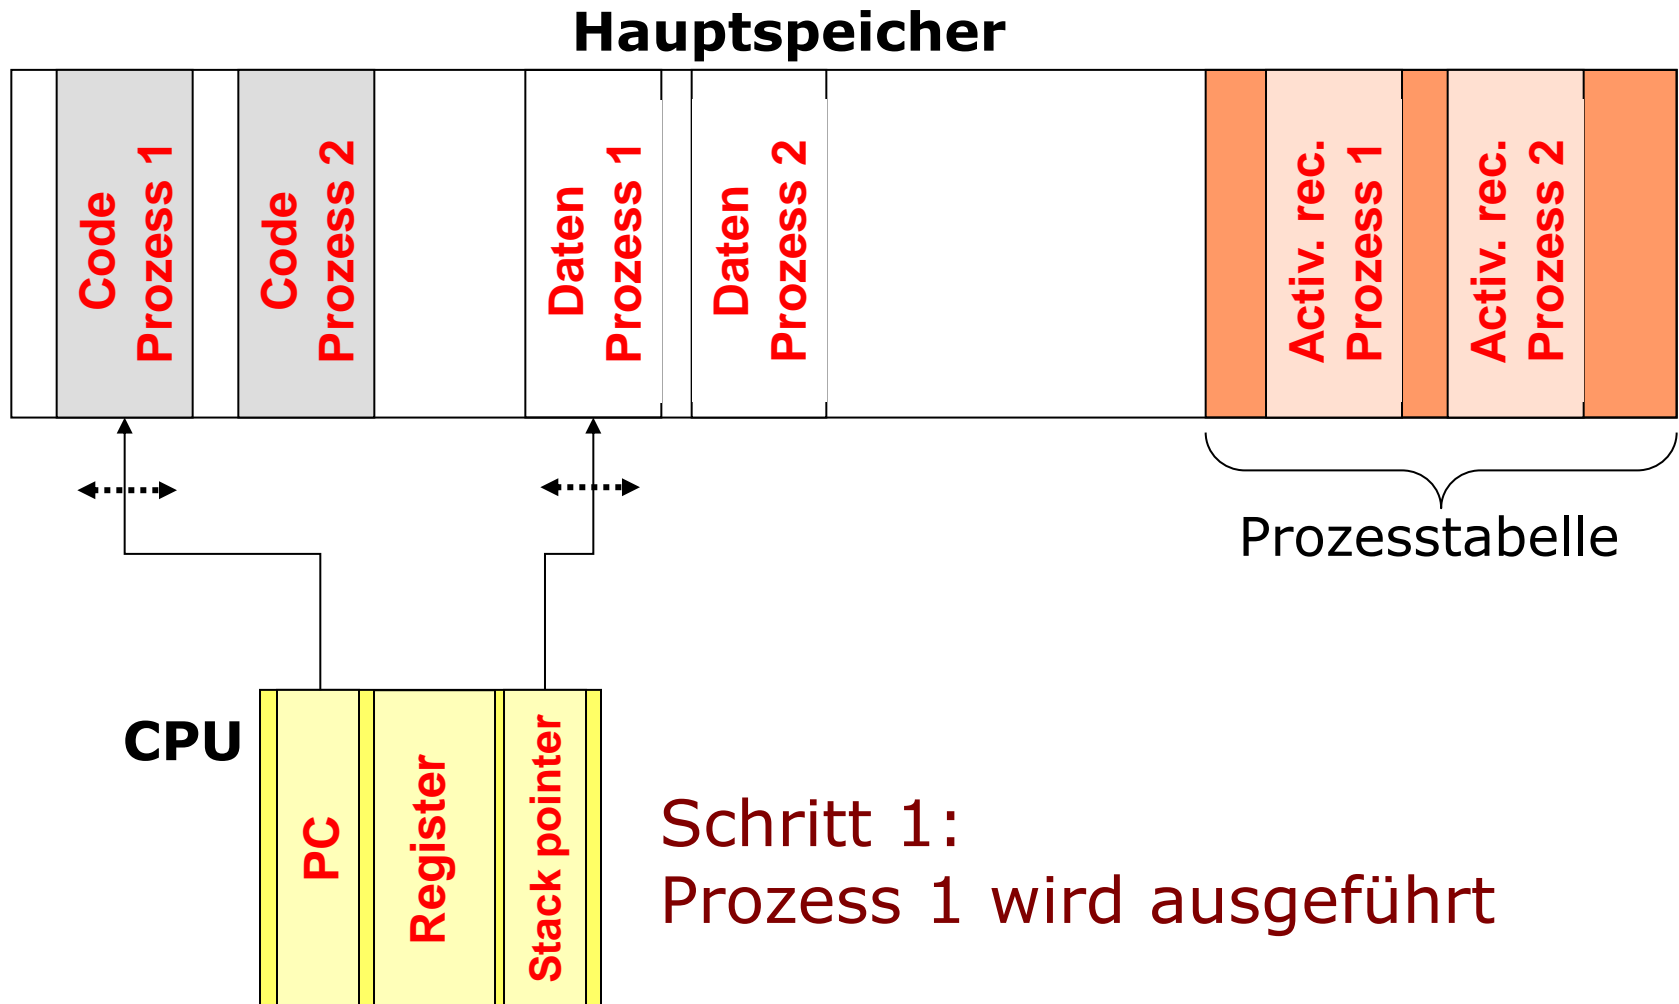 Hauptspeicher
Code
Prozess 1
Code
Prozess 2
Daten
Prozess 1
Daten
Prozess 2
Activ. rec.
Prozess 1
Activ. rec.
Prozess 2
Prozesstabelle
CPU
PC
Register
Stack pointer
Schritt 1:
Prozess 1 wird ausgeführt